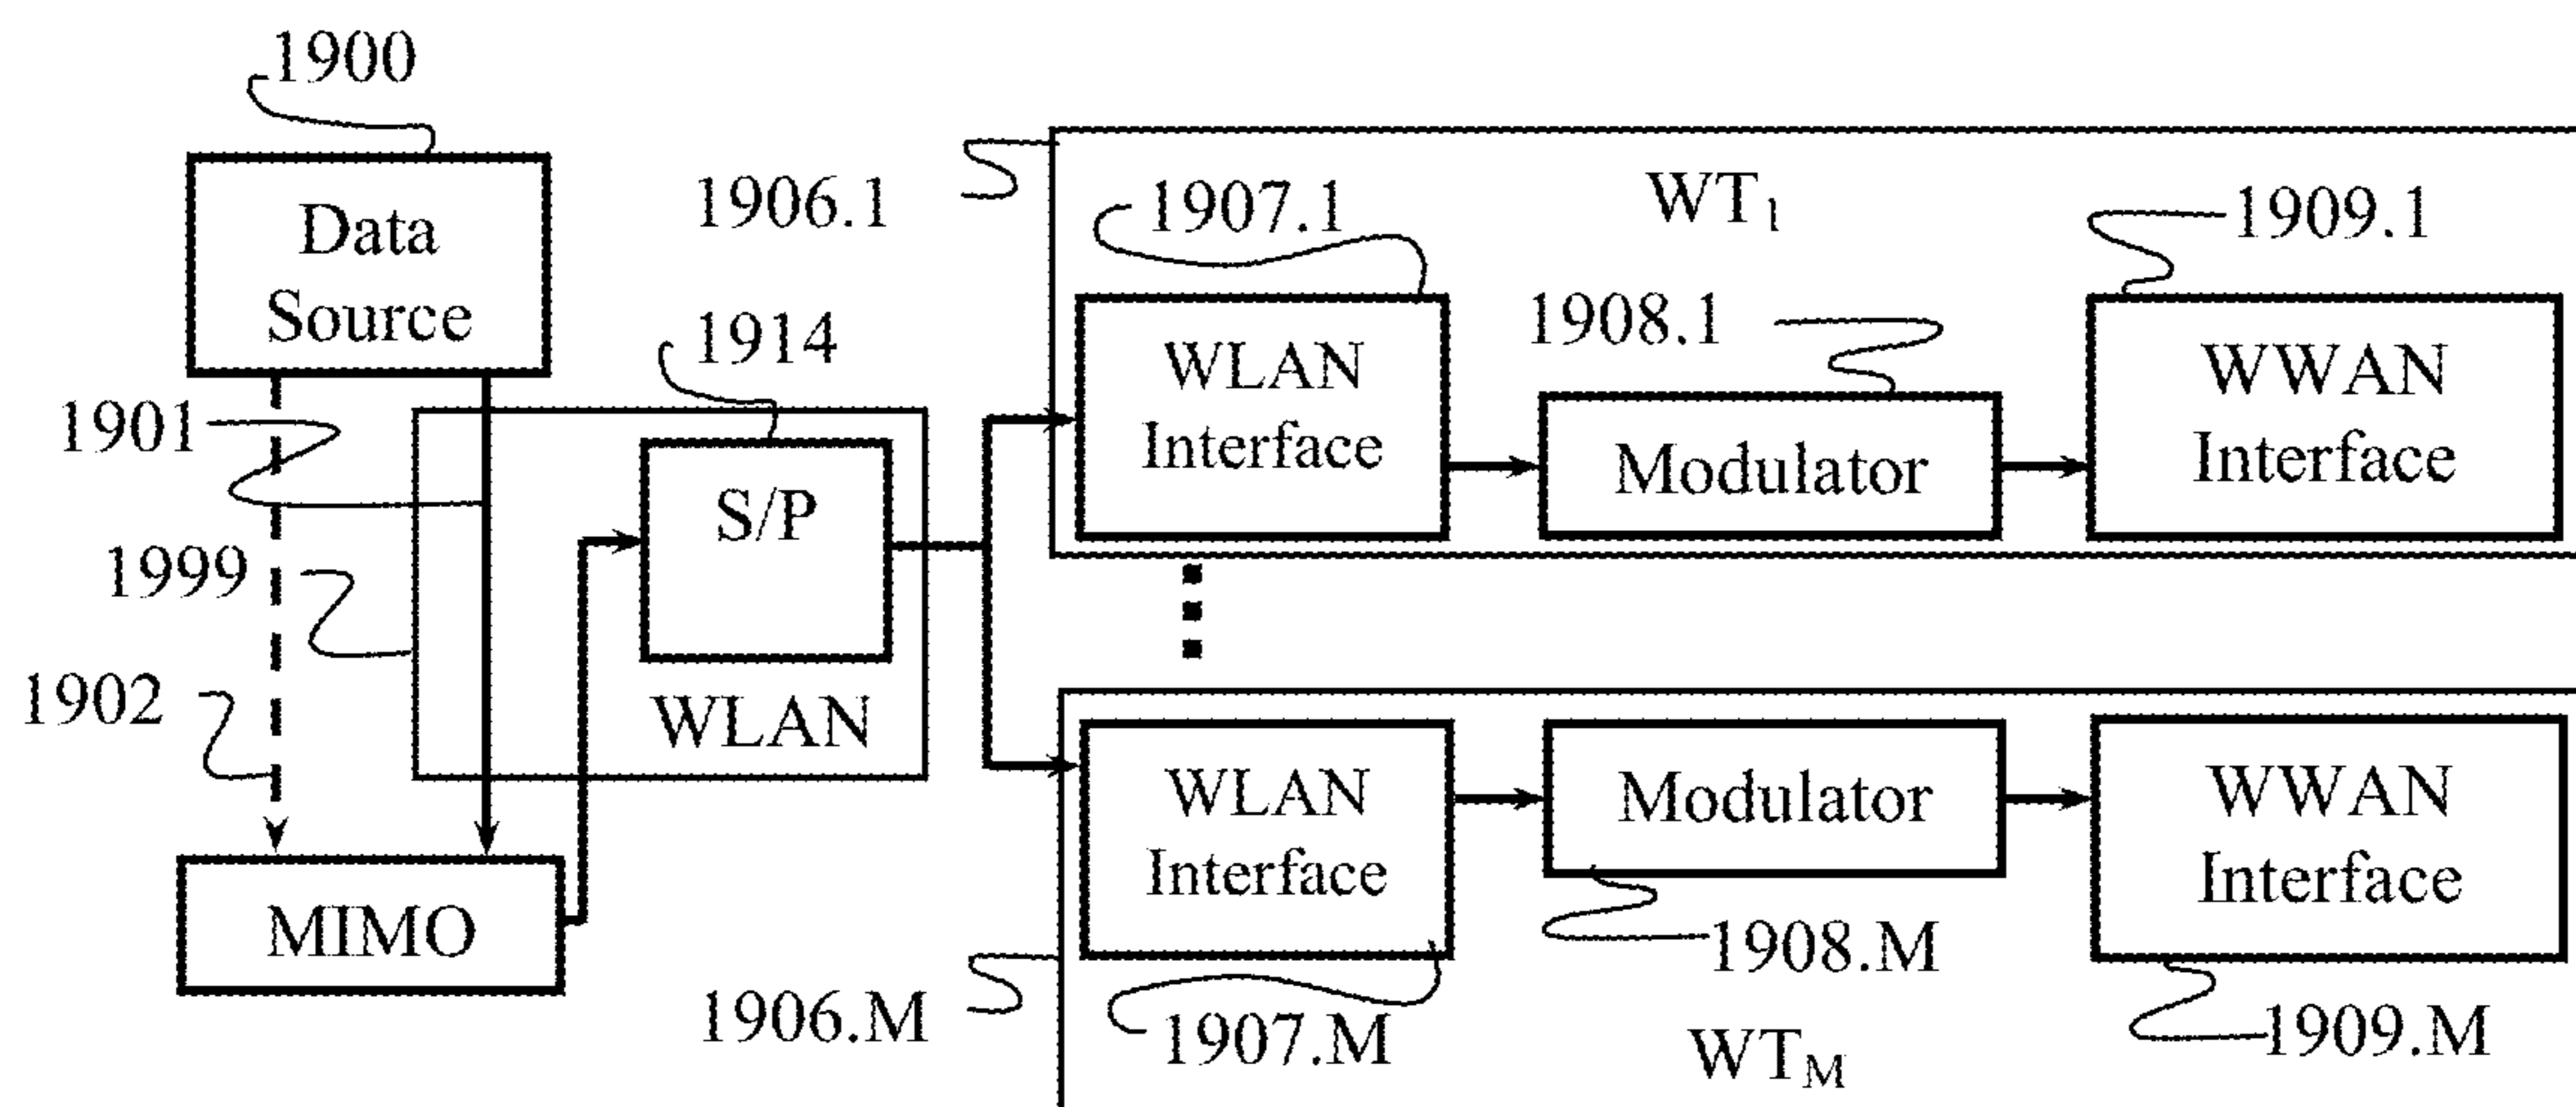 1900
Data
Source
1906.1
1907.1
WT1
1909.1
1914
1908.1
WLAN
Interface
WWAN
Interface
1901
S/P
Modulator
1999
WLAN
1902
MIMO
WLAN
Interface
Modulator
WWAN
Interface
1906.M
1907.M
1908.M
WTM
1909.M